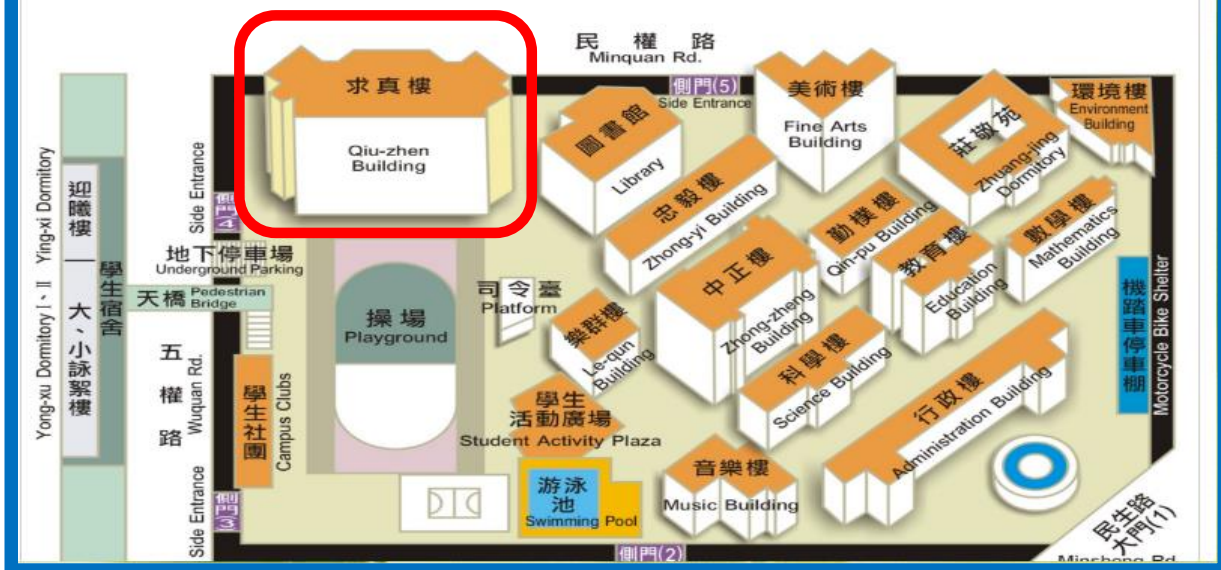 民權路
Minquan Rd.
求真樓
Qiu-zhen
Building
側門(5)
Side Entrance
圖書館
Library
美術樓
Fine Arts
Building
莊敬苑
Zhuang-jing
Dormitory
環境樓
Environment
Building
忠毅樓
Zhong-yi Building
勤樸樓
Qin-pu Building
教育樓
Education
Building
數學樓
Mathematics
Building
中正樓
Zhong-zheng
Building
Side Entrance
側門4
地下停車場
Underground Parking
天橋
Pedestrian
Bridge
迎曦樓
Ying-xi Dormitory
大、小詠絮樓
Yong-xu Dormitory I、II
學生宿舍
五權路
Wuquan Rd.
學生社團
Campus Clubs
操場
Playground
司令臺
Platform
樂群樓
Le-qun
Building
科學樓
Science Building
機踏車停車棚
Motorcycle Bike Shelter
行政樓
Administration Building
學生
活動廣場
Student Activity Plaza
游泳
池
Swimming Pool
音樂樓
Music Building
Side Entrance
側門3
側門(2)
民生路
大門(1)
Minsheng Rd